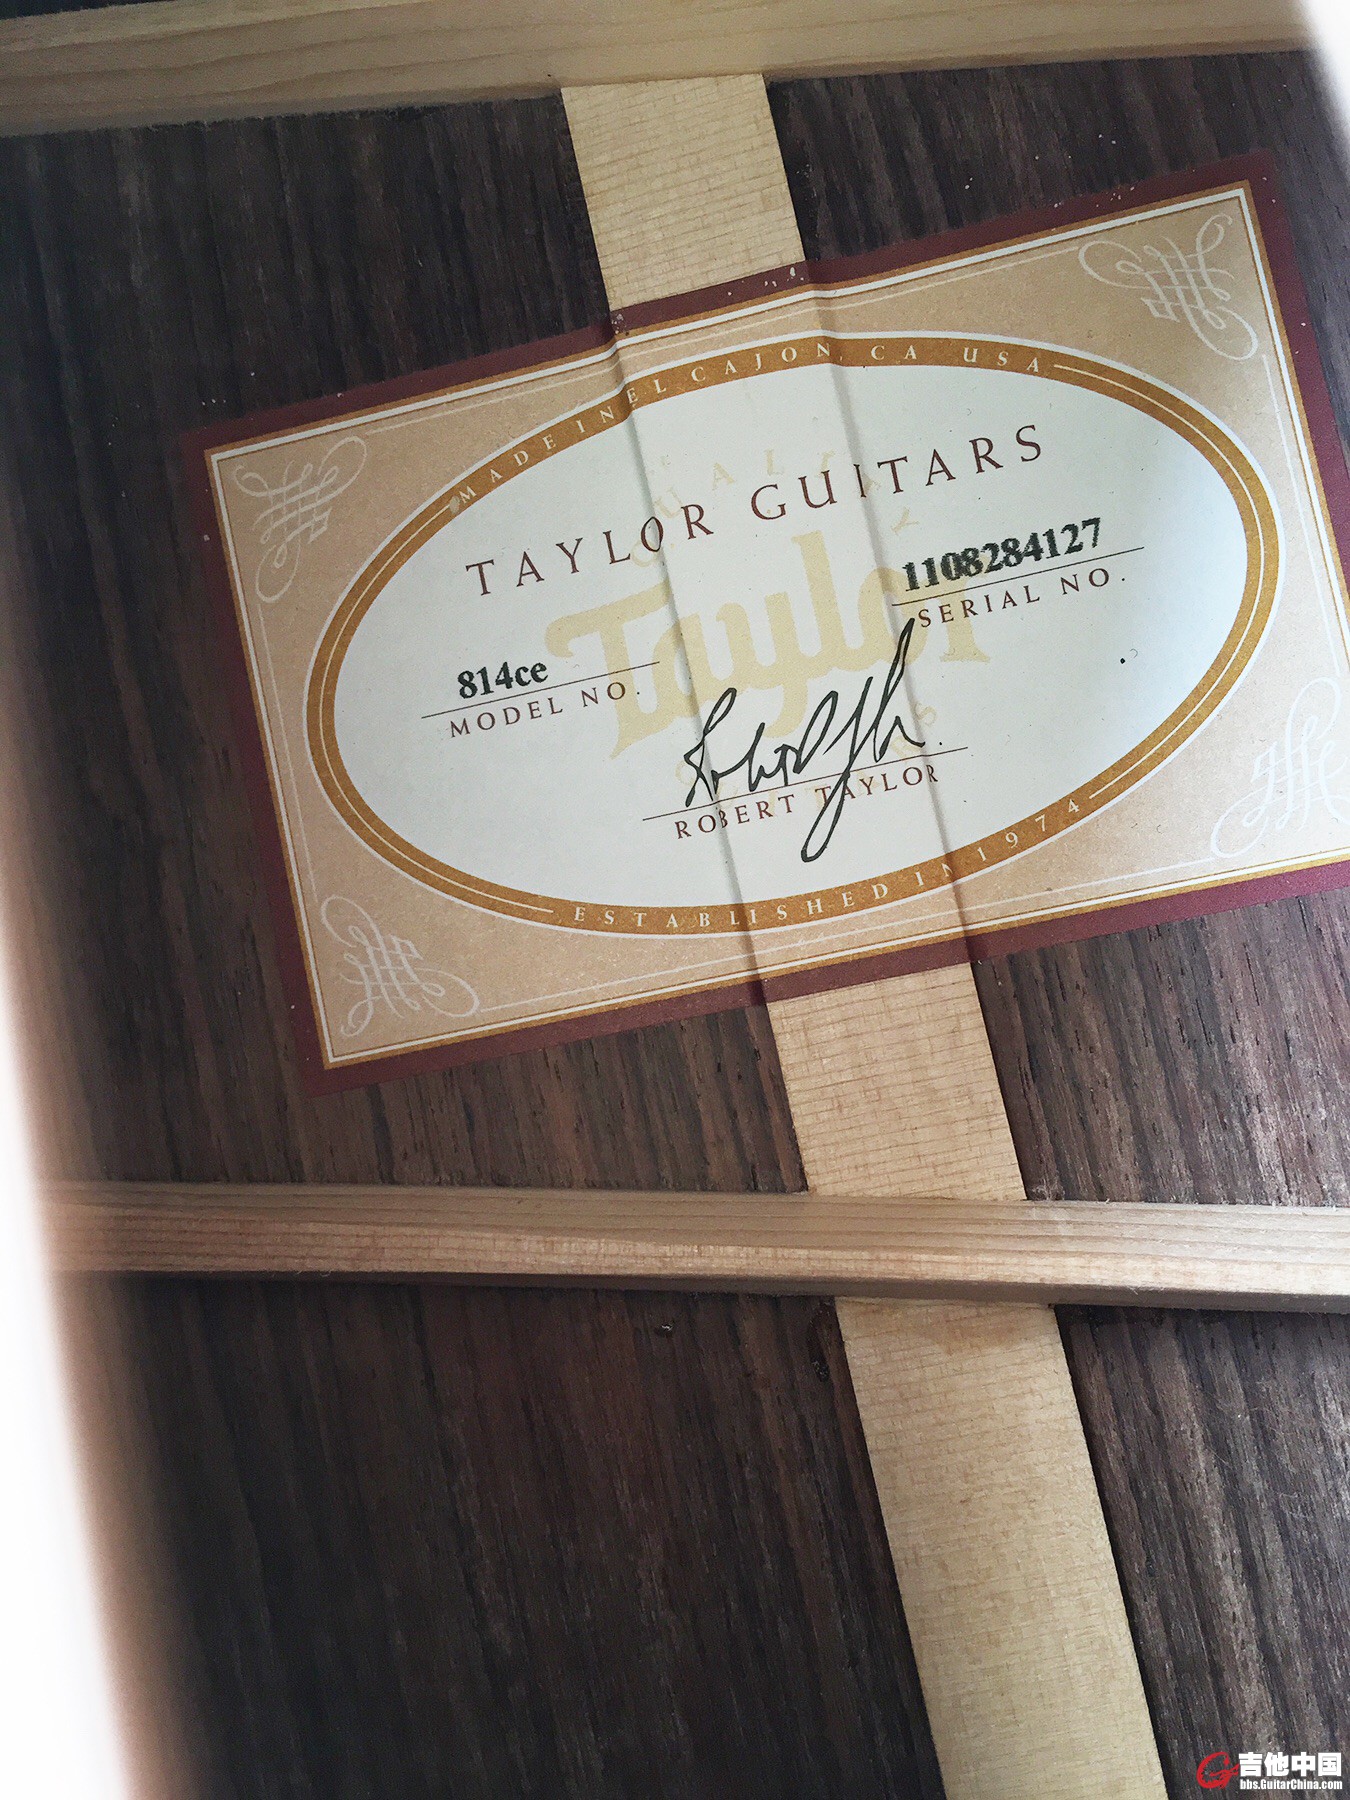 MADE IN EL CAJON, CA USA
TAYLOR GUITARS
Taylor
1108284127
SERIAL NO.
814ce
MODEL NO.
ROBERT TAYLOR
ESTABLISHED IN 1974
吉他中国
bbs.GuitarChina.com